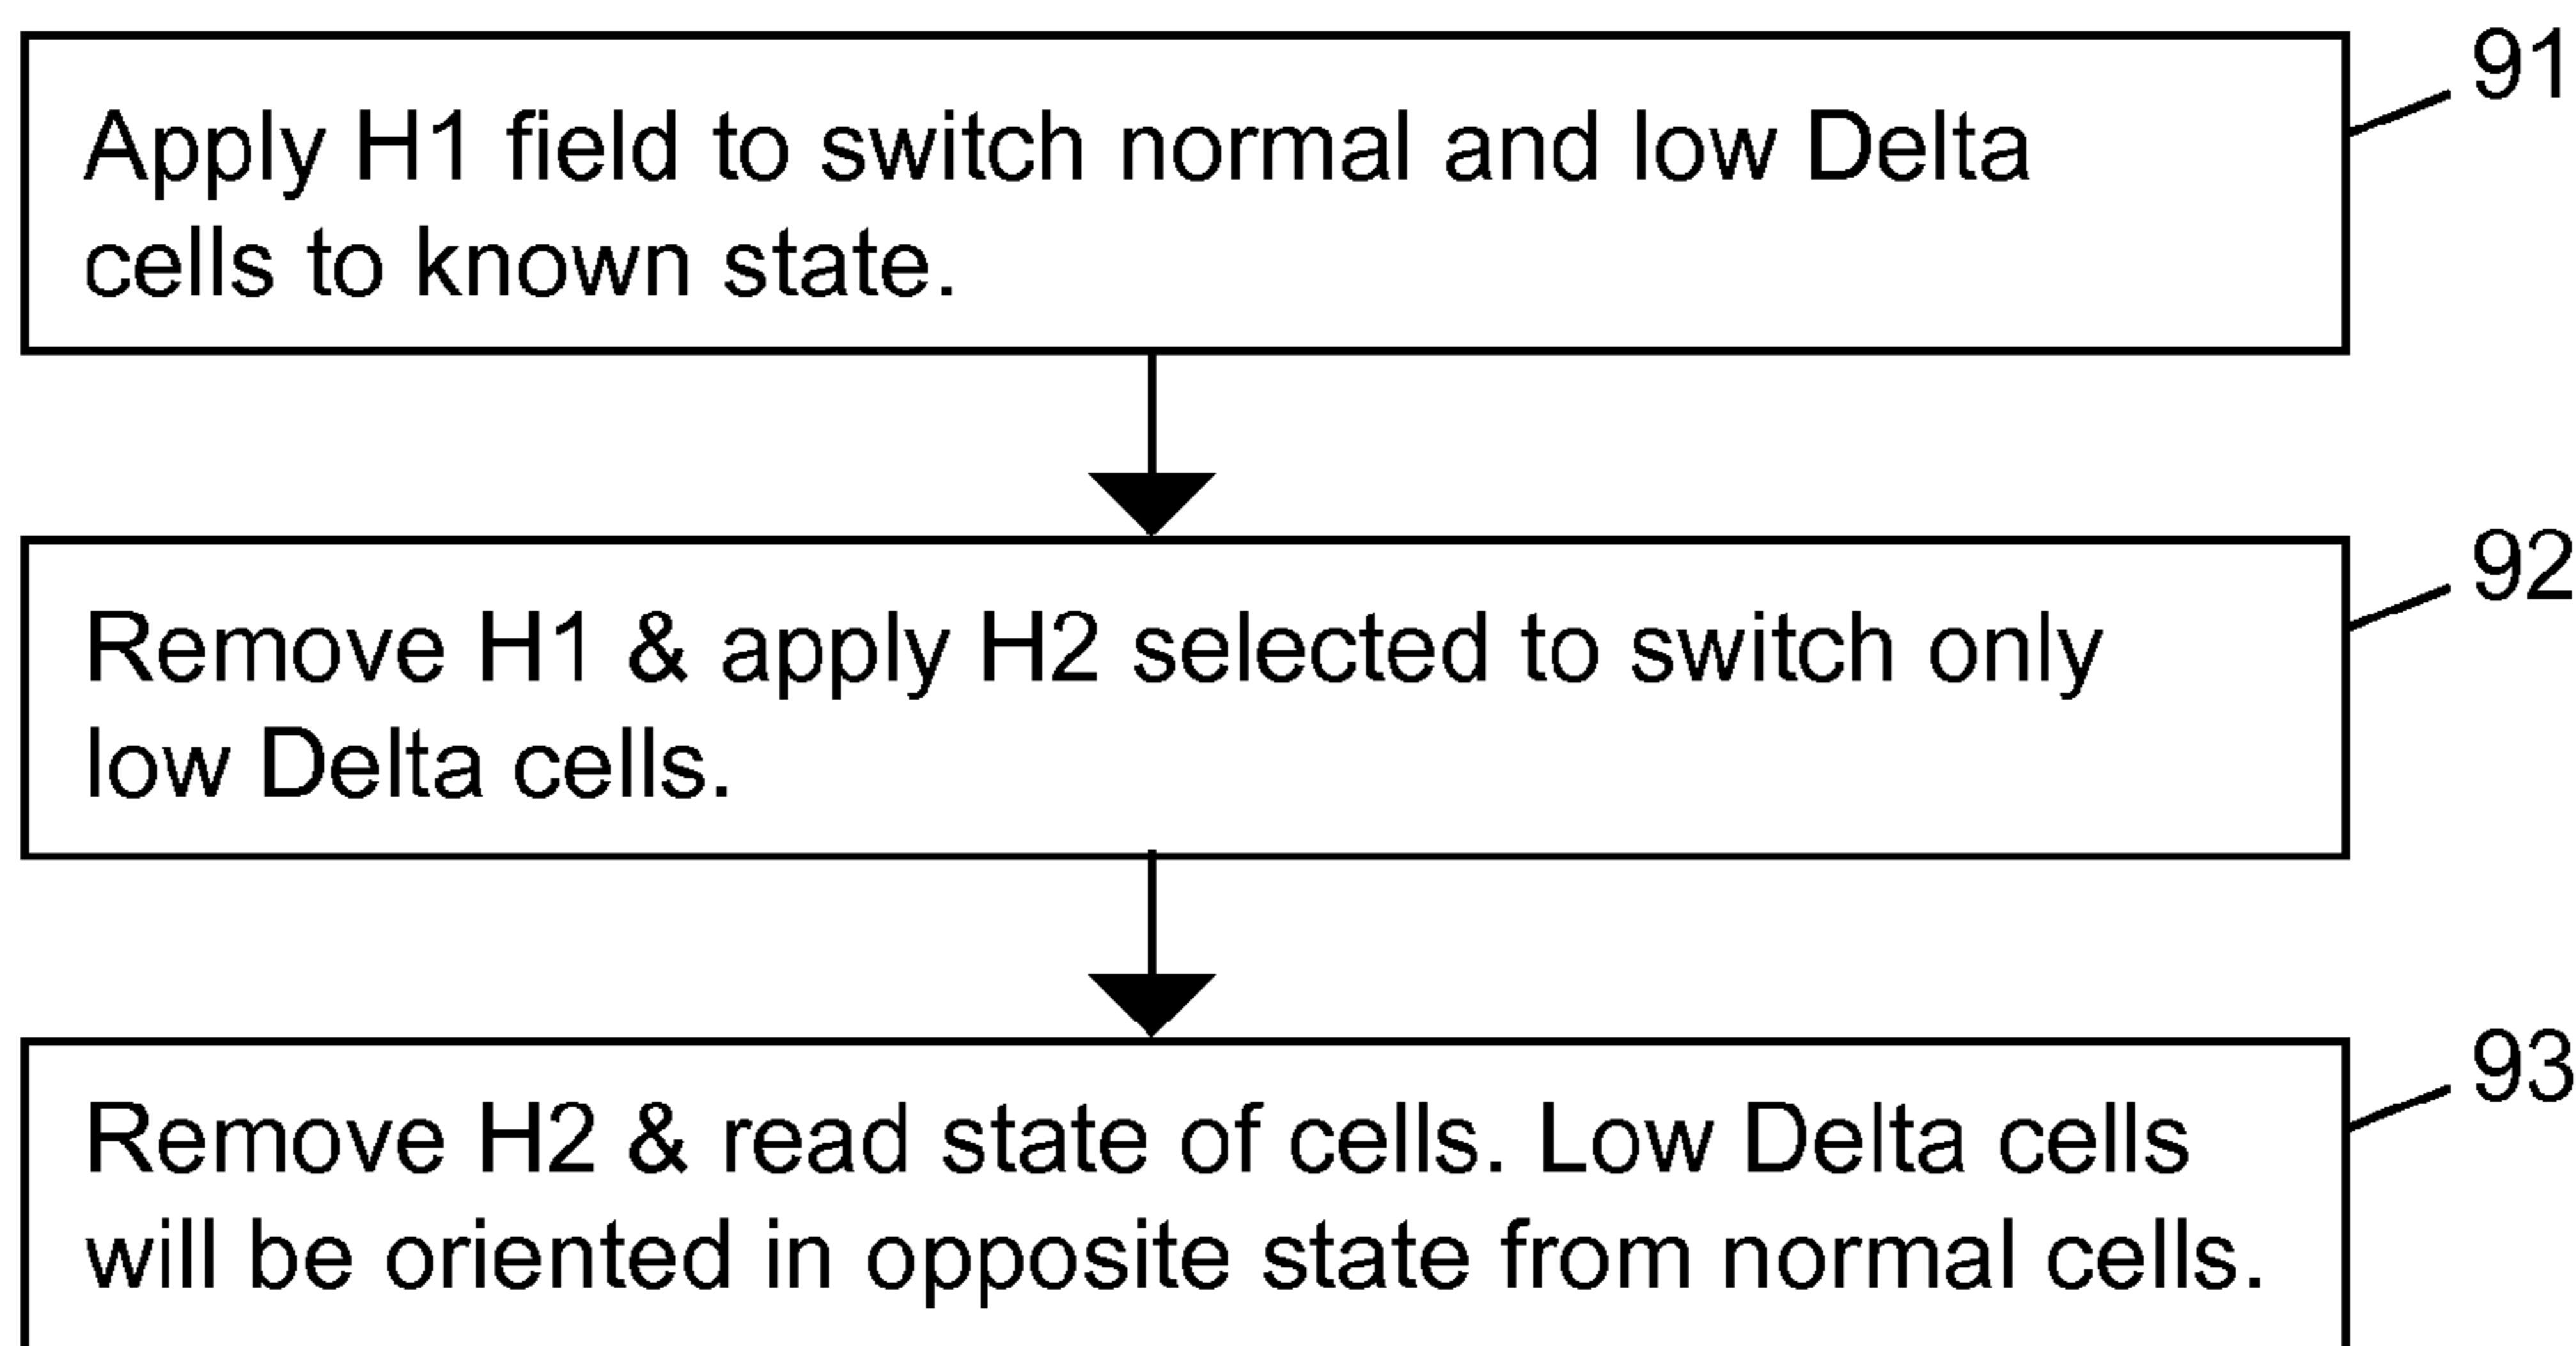 91
Apply H1 field to switch normal and low Delta
cells to known state.
92
Remove H1 & apply H2 selected to switch only
low Delta cells.
93
Remove H2 & read state of cells. Low Delta cells
will be oriented in opposite state from normal cells.